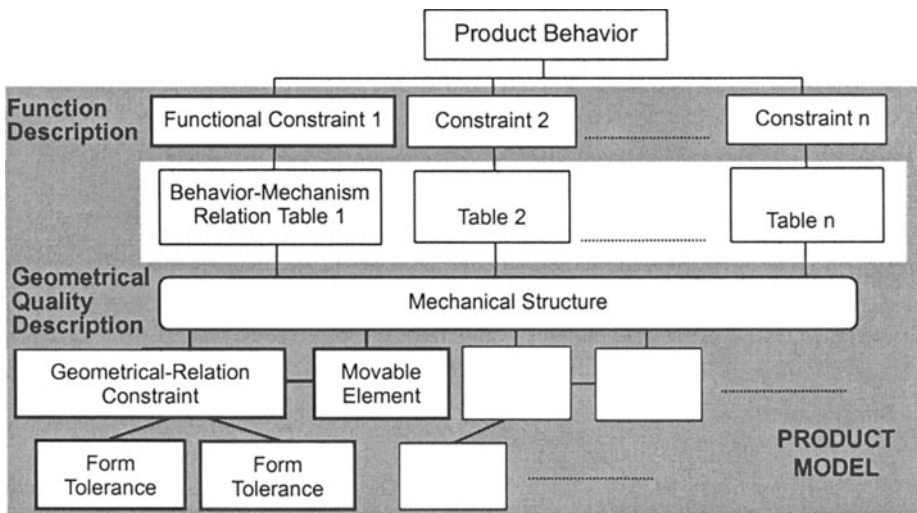 Product Behavior
Function
Description
Functional Constraint 1
Constraint 2
Constraint n
Behavior-Mechanism
Relation Table 1
Table 2
Table n
Geometrical
Quality
Description
Mechanical Structure
Geometrical-Relation
Constraint
Movable
Element
Form
Tolerance
Form
Tolerance
PRODUCT
MODEL